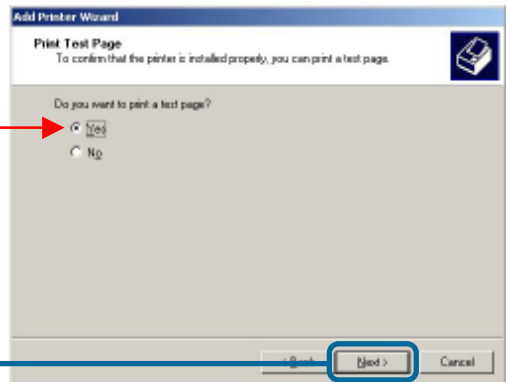 Add Printer Wizard
Print Test Page
To confirm that the printer is installed properly, you can print a test page.
Do you want to print a test page?
Yes
No
< Back Next > Cancel